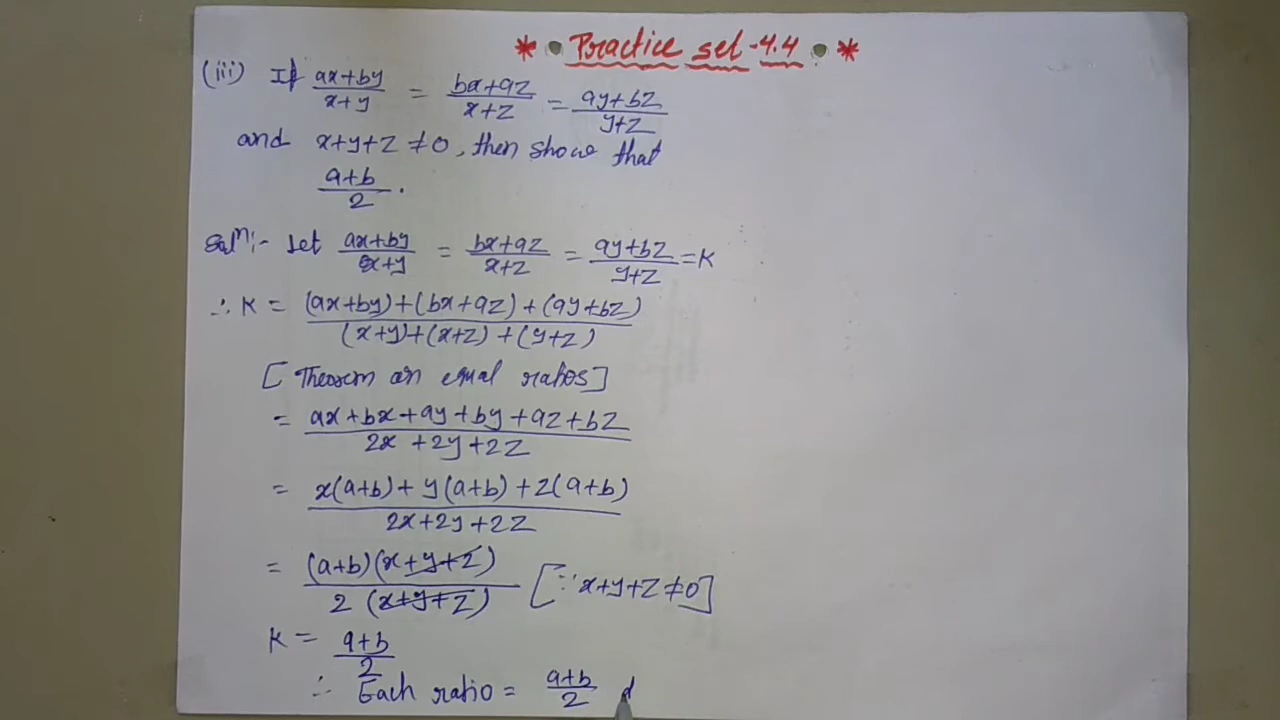 * • Practice set-4.4 • *
(iii) If (ax+by)/(x+y) = (bx+az)/(x+z) = (ay+bz)/(y+z)
and x+y+z ≠0, then show that
(a+b)/2.
Solⁿ:- Let (ax+by)/(x+y) = (bx+az)/(x+z) = (ay+bz)/(y+z) = K
∴ K = ((ax+by)+(bx+az)+(ay+bz))/((x+y)+(x+z)+(y+z))
[Theorem on equal ratios]
= (ax+bx+ay+by+az+bz)/(2x+2y+2z)
= (x(a+b)+y(a+b)+z(a+b))/(2x+2y+2z)
= ((a+b)(x+y+z))/(2(x+y+z)) [∵ x+y+z ≠0]
K = (a+b)/2
∴ Each ratio = (a+b)/2